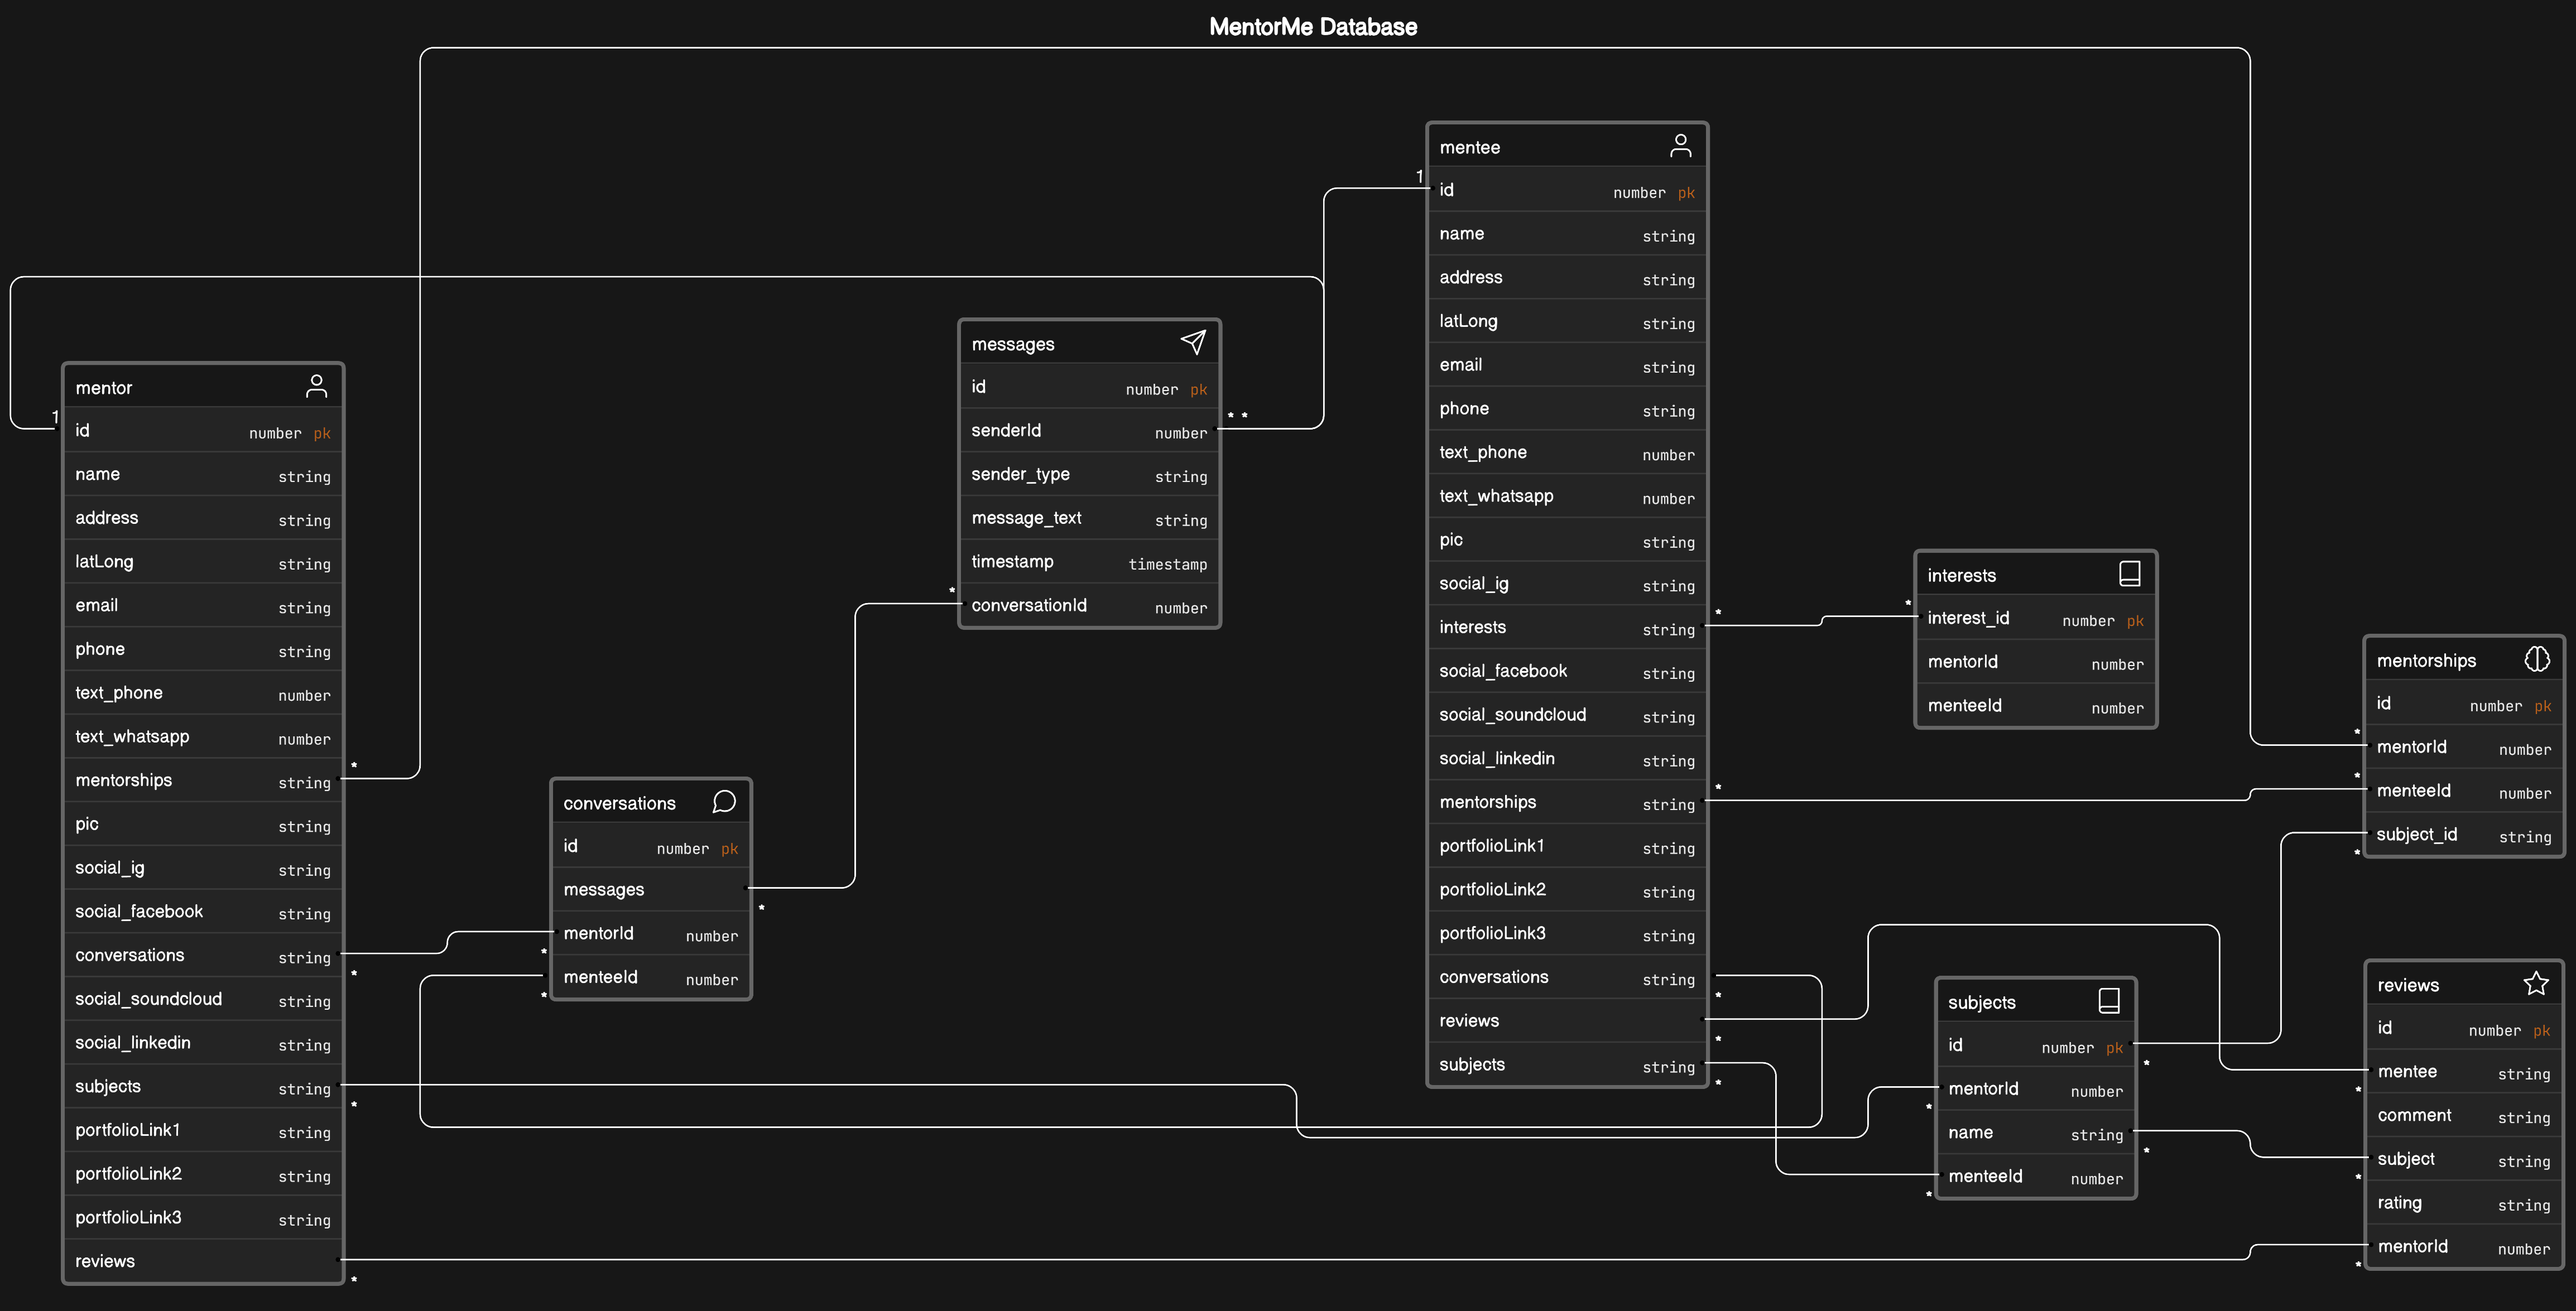 MentorMe Database
mentor
1
id number pk
name string
address string
latLong string
email string
phone string
text_phone number
text_whatsapp number
mentorships string
*
pic string
social_ig string
social_facebook string
conversations string
*
social_soundcloud string
social_linkedin string
subjects string
*
portfolioLink1 string
portfolioLink2 string
portfolioLink3 string
reviews
*
conversations
id number pk
messages
*
mentorId number
*
menteeId number
*
messages
id number pk
* *
senderId number
sender_type string
message_text string
timestamp timestamp
*
conversationId number
mentee
1
id number pk
name string
address string
latLong string
email string
phone string
text_phone number
text_whatsapp number
pic string
social_ig string
*
interests string
social_facebook string
social_soundcloud string
social_linkedin string
*
mentorships string
portfolioLink1 string
portfolioLink2 string
portfolioLink3 string
conversations string
*
reviews
*
subjects string
*
interests
*
interest_id number pk
mentorId number
menteeId number
subjects
id number pk
*
mentorId number
*
name string
*
menteeId number
*
mentorships
id number pk
*
mentorId number
*
menteeId number
subject_id string
*
reviews
id number pk
mentee string
*
comment string
subject string
*
rating string
mentorId number
*